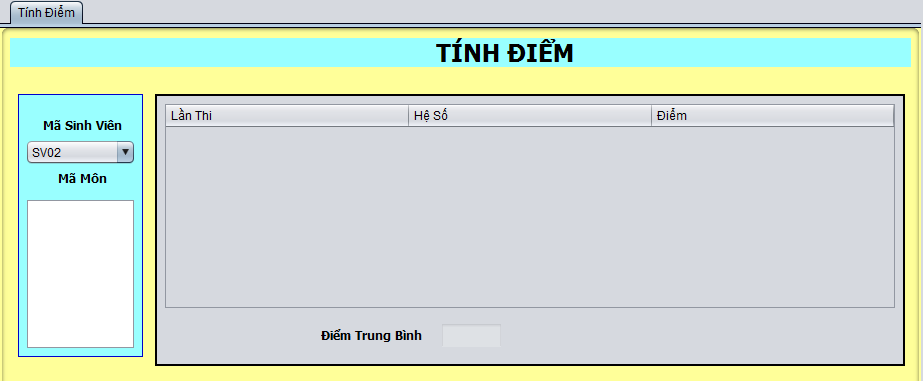 Tính Điểm
TÍNH ĐIỂM
Mã Sinh Viên
SV02
Mã Môn
Lần Thi Hệ Số Điểm
Điểm Trung Bình